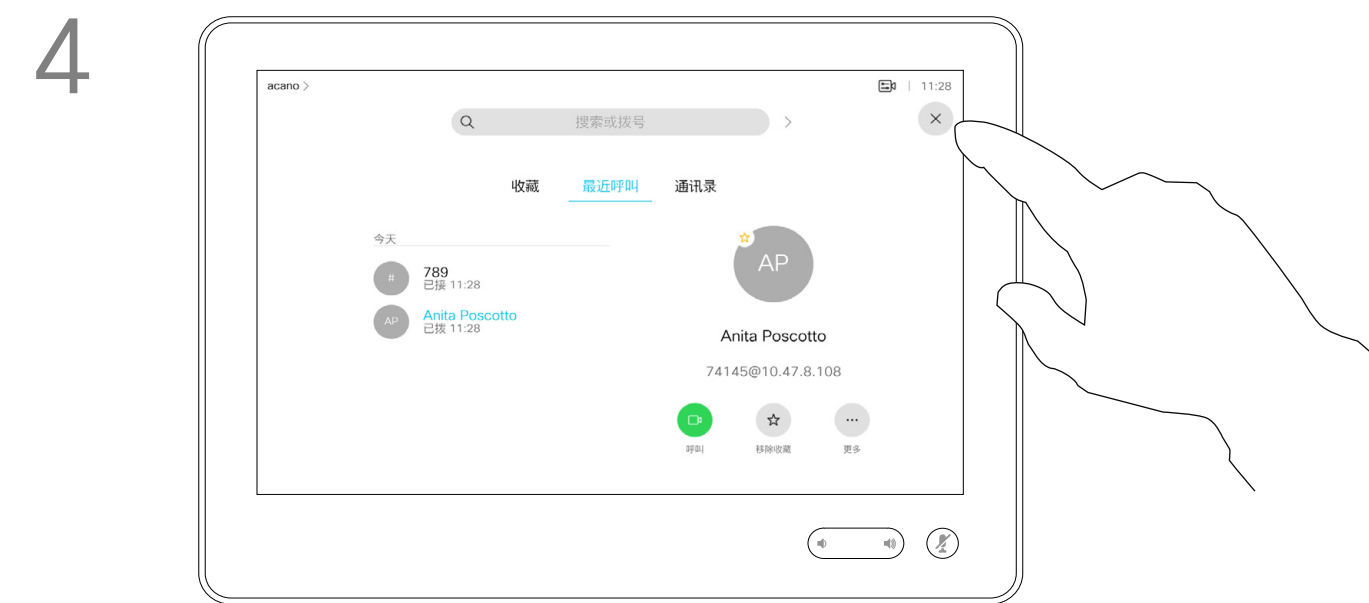 4
acano >
11:28
搜索或拨号
收藏 最近呼叫 通讯录
今天
#
789
已接 11:28
AP
Anita Poscotto
已拨 11:28
AP
Anita Poscotto
74145@10.47.8.108
呼叫 移除收藏 更多